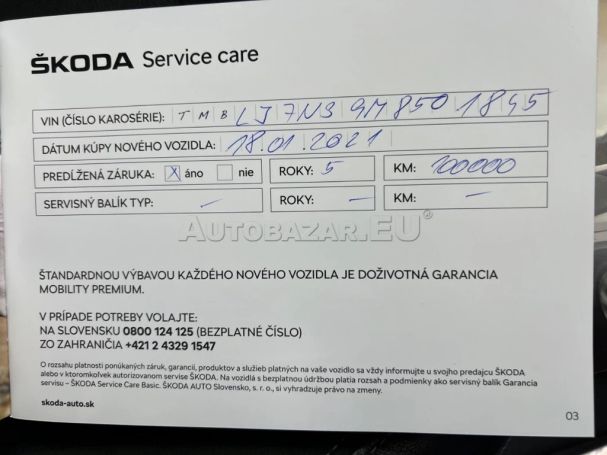 ŠKODA Service care
VIN (ČÍSLO KAROSÉRIE): TMBLJ7NS9M8501845
DÁTUM KÚPY NOVÉHO VOZIDLA: 18.01.2021
PREDĹŽENÁ ZÁRUKA: X áno nie ROKY: 5 KM: 100000
SERVISNÝ BALÍK TYP: — ROKY: — KM: —
AUTOBAZAR.EU®
ŠTANDARDNOU VÝBAVOU KAŽDÉHO NOVÉHO VOZIDLA JE DOŽIVOTNÁ GARANCIA
MOBILITY PREMIUM.
V PRÍPADE POTREBY VOLAJTE:
NA SLOVENSKU 0800 124 125 (BEZPLATNÉ ČÍSLO)
ZO ZAHRANIČIA +421 2 4329 1547
O rozsahu platnosti ponúkaných záruk, garancií, produktov a služieb platných na vaše vozidlo sa vždy informujte u svojho predajcu ŠKODA
alebo v ktoromkoľvek autorizovanom servise ŠKODA. Na vozidlá s bezplatnou údržbou platia rozsah a podmienky ako servisný balík Garancia
servisu – ŠKODA Service Care Basic. ŠKODA AUTO Slovensko, s. r. o., si vyhradzuje právo na zmeny.
skoda-auto.sk
03